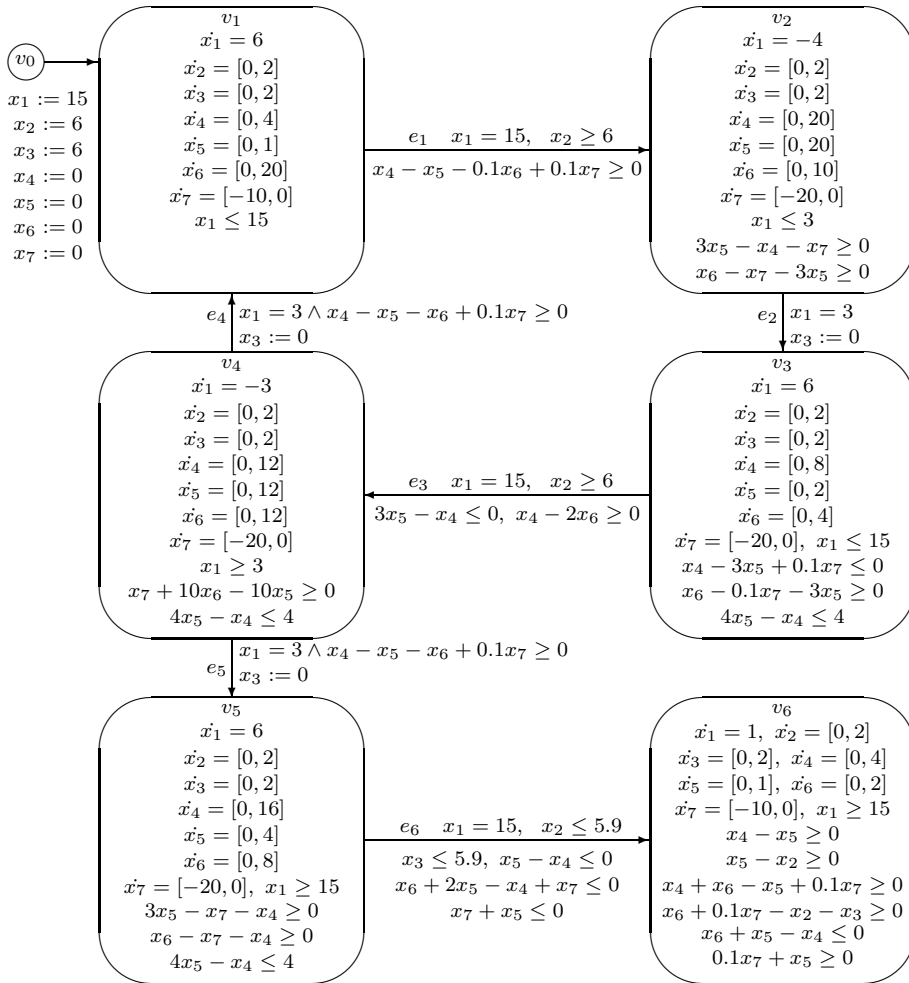 v₁
ẋ₁ = 6
ẋ₂ = [0, 2]
ẋ₃ = [0, 2]
ẋ₄ = [0, 4]
ẋ₅ = [0, 1]
ẋ₆ = [0, 20]
ẋ₇ = [−10, 0]
x₁ ≤ 15
v₀
x₁ := 15
x₂ := 6
x₃ := 6
x₄ := 0
x₅ := 0
x₆ := 0
x₇ := 0
e₁ x₁ = 15, x₂ ≥ 6
x₄ − x₅ − 0.1x₆ + 0.1x₇ ≥ 0
v₂
ẋ₁ = −4
ẋ₂ = [0, 2]
ẋ₃ = [0, 2]
ẋ₄ = [0, 20]
ẋ₅ = [0, 20]
ẋ₆ = [0, 10]
ẋ₇ = [−20, 0]
x₁ ≤ 3
3x₅ − x₄ − x₇ ≥ 0
x₆ − x₇ − 3x₅ ≥ 0
e₄ x₁ = 3 ∧ x₄ − x₅ − x₆ + 0.1x₇ ≥ 0
x₃ := 0
e₂ x₁ = 3
x₃ := 0
v₄
ẋ₁ = −3
ẋ₂ = [0, 2]
ẋ₃ = [0, 2]
ẋ₄ = [0, 12]
ẋ₅ = [0, 12]
ẋ₆ = [0, 12]
ẋ₇ = [−20, 0]
x₁ ≥ 3
x₇ + 10x₆ − 10x₅ ≥ 0
4x₅ − x₄ ≤ 4
e₃ x₁ = 15, x₂ ≥ 6
3x₅ − x₄ ≤ 0, x₄ − 2x₆ ≥ 0
v₃
ẋ₁ = 6
ẋ₂ = [0, 2]
ẋ₃ = [0, 2]
ẋ₄ = [0, 8]
ẋ₅ = [0, 2]
ẋ₆ = [0, 4]
ẋ₇ = [−20, 0], x₁ ≤ 15
x₄ − 3x₅ + 0.1x₇ ≤ 0
x₆ − 0.1x₇ − 3x₅ ≥ 0
4x₅ − x₄ ≤ 4
e₅ x₁ = 3 ∧ x₄ − x₅ − x₆ + 0.1x₇ ≥ 0
x₃ := 0
v₅
ẋ₁ = 6
ẋ₂ = [0, 2]
ẋ₃ = [0, 2]
ẋ₄ = [0, 16]
ẋ₅ = [0, 4]
ẋ₆ = [0, 8]
ẋ₇ = [−20, 0], x₁ ≥ 15
3x₅ − x₇ − x₄ ≥ 0
x₆ − x₇ − x₄ ≥ 0
4x₅ − x₄ ≤ 4
e₆ x₁ = 15, x₂ ≤ 5.9
x₃ ≤ 5.9, x₅ − x₄ ≤ 0
x₆ + 2x₅ − x₄ + x₇ ≤ 0
x₇ + x₅ ≤ 0
v₆
ẋ₁ = 1, ẋ₂ = [0, 2]
ẋ₃ = [0, 2], ẋ₄ = [0, 4]
ẋ₅ = [0, 1], ẋ₆ = [0, 2]
ẋ₇ = [−10, 0], x₁ ≥ 15
x₄ − x₅ ≥ 0
x₅ − x₂ ≥ 0
x₄ + x₆ − x₅ + 0.1x₇ ≥ 0
x₆ + 0.1x₇ − x₂ − x₃ ≥ 0
x₆ + x₅ − x₄ ≤ 0
0.1x₇ + x₅ ≥ 0